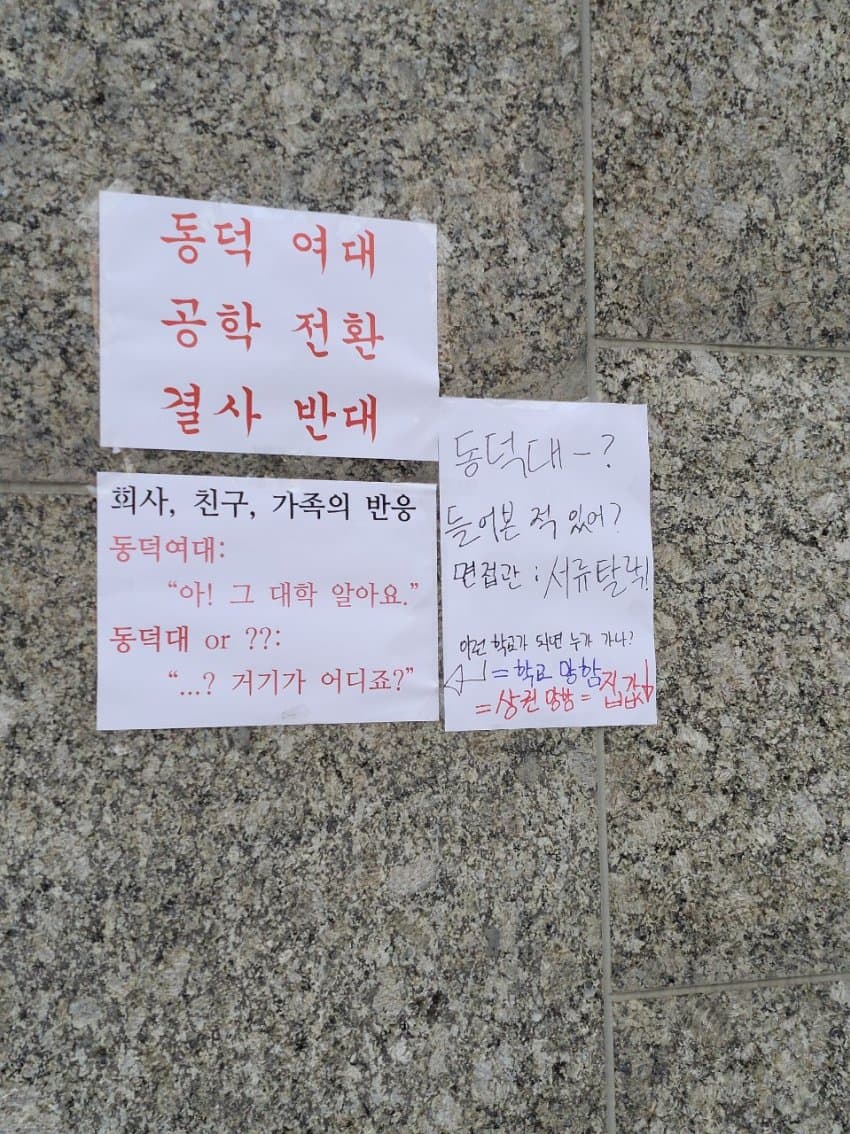 동덕 여대
공학 전환
결사 반대
회사, 친구, 가족의 반응
동덕여대:
"아! 그 대학 알아요."
동덕대 or ??:
"...? 거기가 어디죠?"
동덕대-?
들어본 적 있어?
면접관 : 서류탈락!
이런 학교가 되면 누가 가나?
= 학교 망함
= 상권 망함 = 집값↓